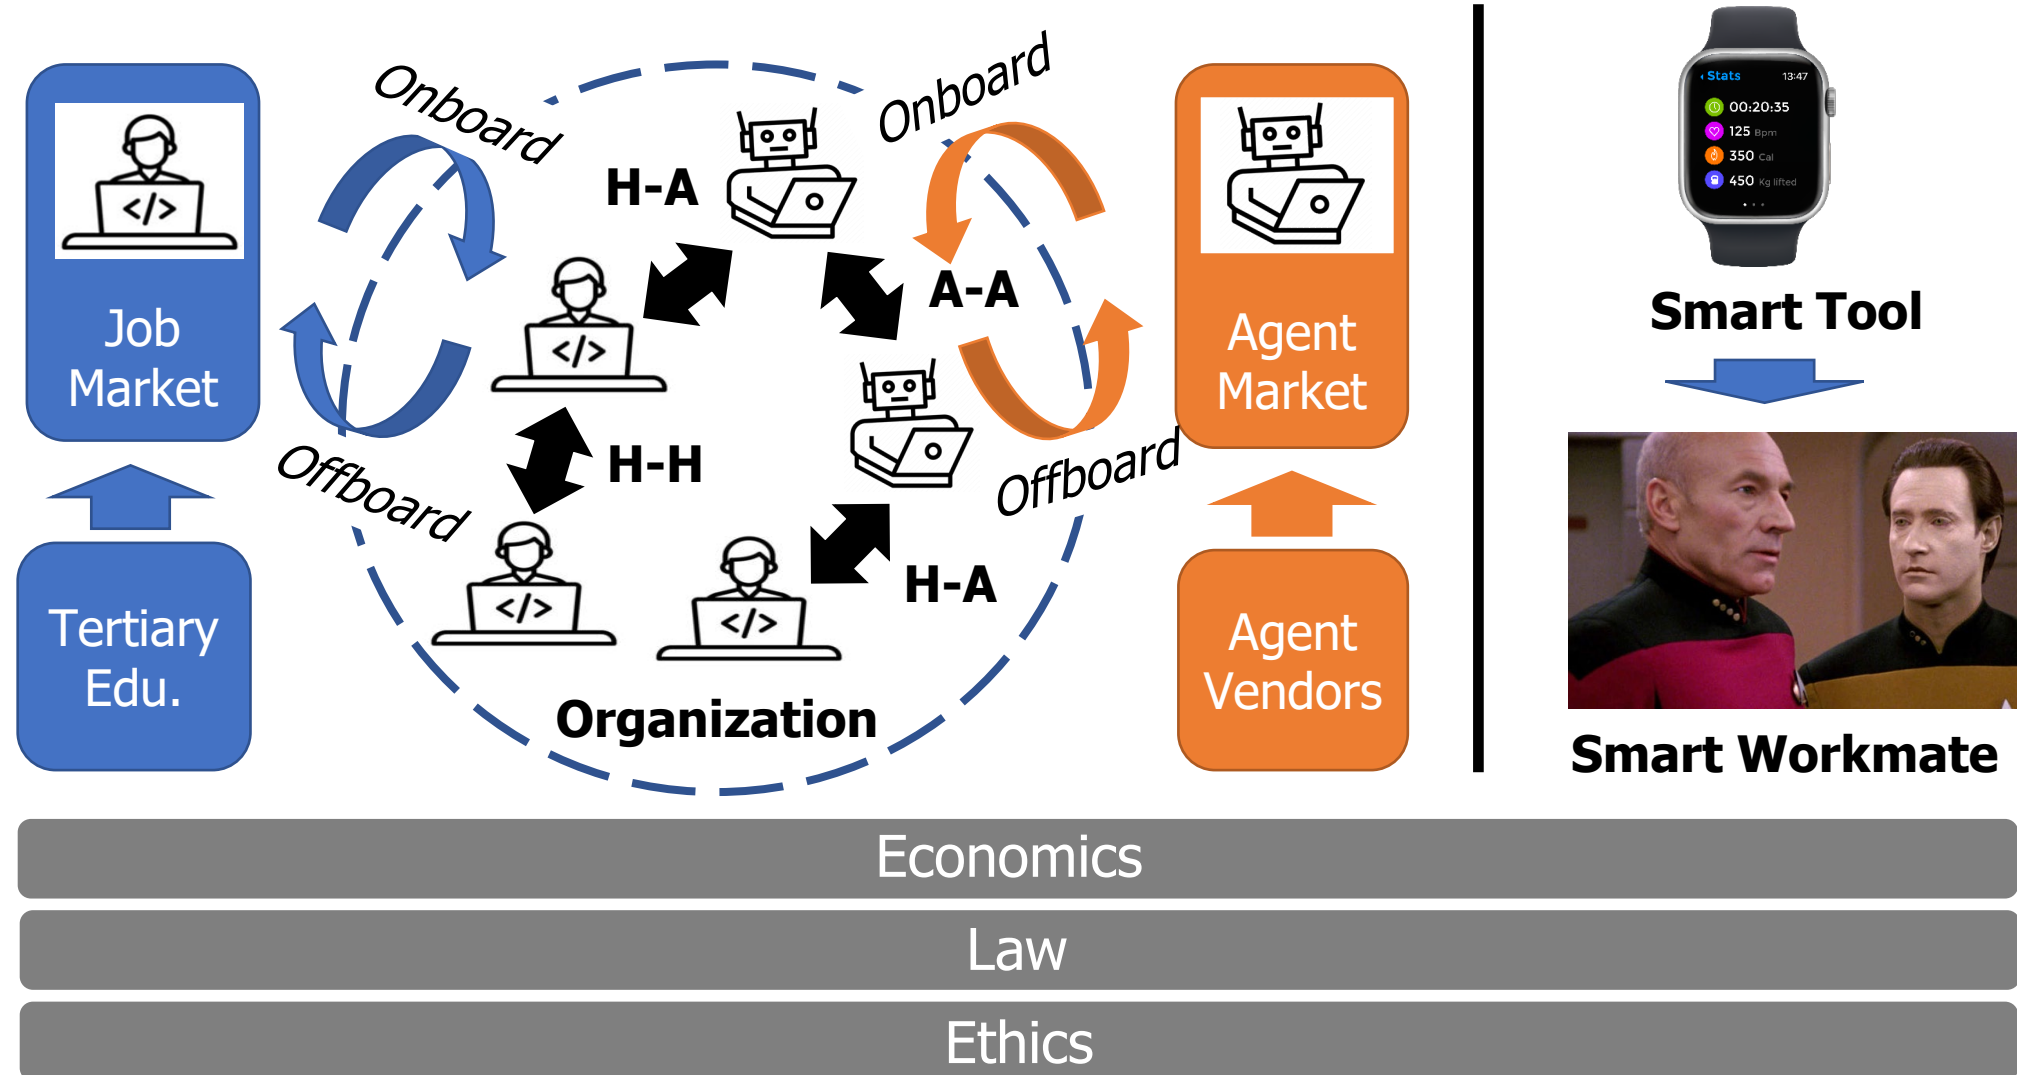 Job
Market
Tertiary
Edu.
Onboard
Offboard
H-A
H-H
A-A
H-A
</>
</>
</>
</>
Organization
Onboard
Offboard
Agent
Market
Agent
Vendors
Stats
13:47
00:20:35
125 Bpm
350 Cal
450 Kg lifted
Smart Tool
Smart Workmate
Economics
Law
Ethics